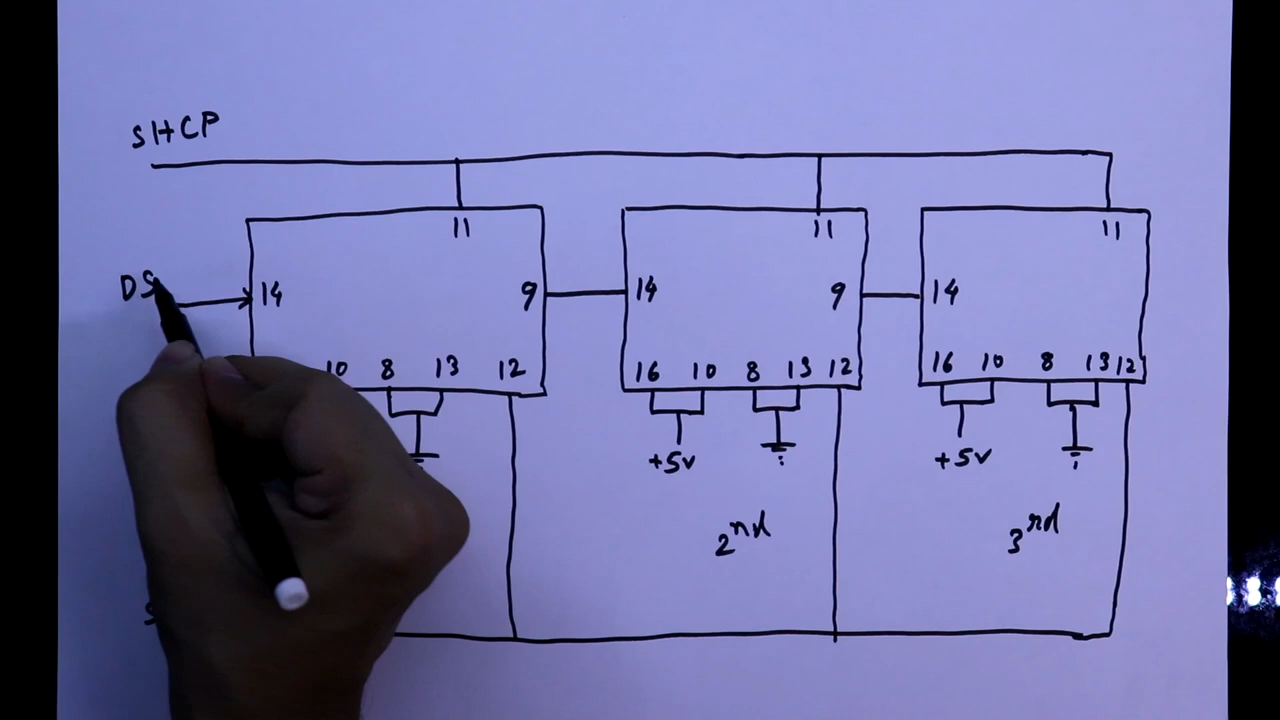 SHCP
11 11 11
DS 14 9 14 9 14
10 8 13 12 16 10 8 13 12 16 10 8 13 12
+5v +5v
2nd 3rd